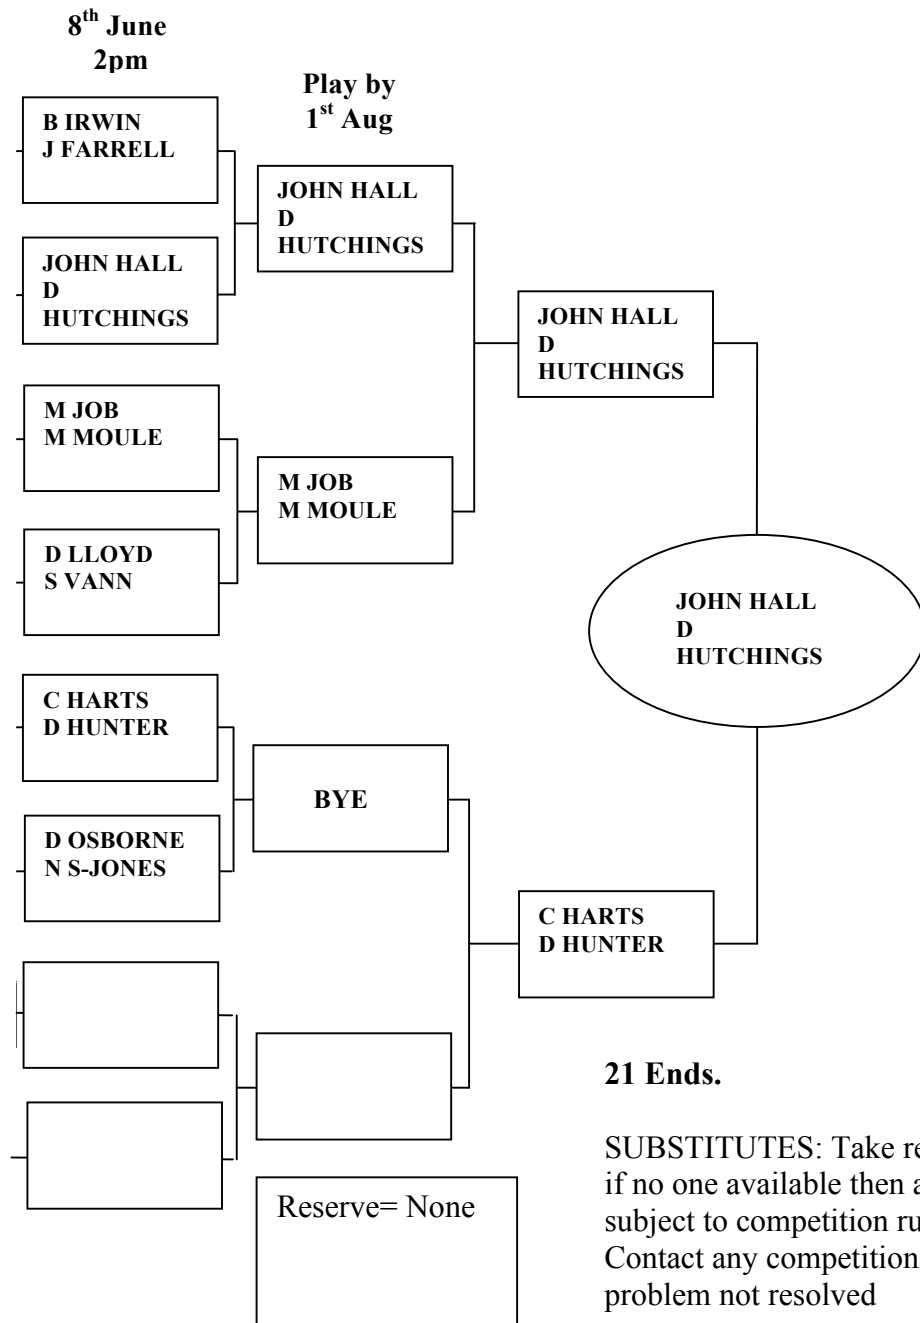 8th June
2pm
Play by
1st Aug
B IRWIN
J FARRELL
JOHN HALL
D
HUTCHINGS
M JOB
M MOULE
D LLOYD
S VANN
C HARTS
D HUNTER
D OSBORNE
N S-JONES
JOHN HALL
D
HUTCHINGS
M JOB
M MOULE
BYE
Reserve= None
JOHN HALL
D
HUTCHINGS
C HARTS
D HUNTER
JOHN HALL
D
HUTCHINGS
21 Ends.
SUBSTITUTES: Take re
if no one available then a
subject to competition ru
Contact any competition
problem not resolved